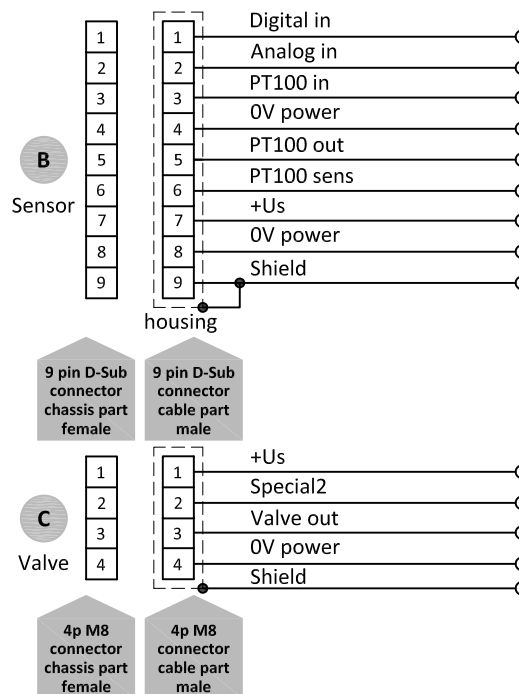 Digital in
1 1
Analog in
2 2
PT100 in
3 3
0V power
4 4
B
PT100 out
5 5
PT100 sens
6 6
Sensor
+Us
7 7
0V power
8 8
Shield
9 9
housing
9 pin D-Sub
connector
chassis part
female
9 pin D-Sub
connector
cable part
male
+Us
1 1
Special2
2 2
C
Valve out
3 3
0V power
Valve
4 4
Shield
4p M8
connector
chassis part
female
4p M8
connector
cable part
male